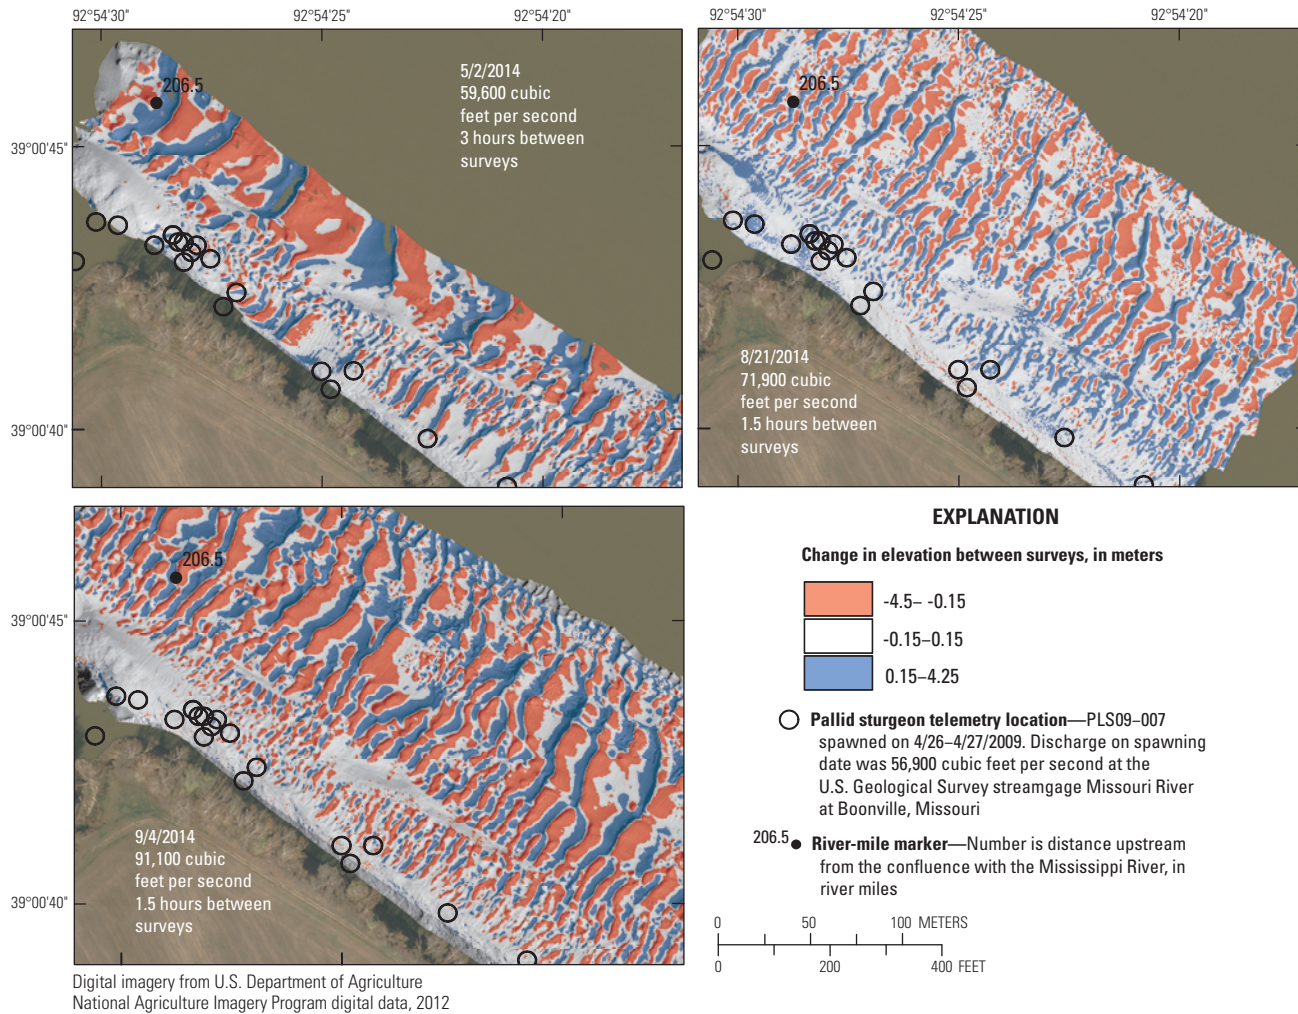 92°54'30"
92°54'25"
92°54'20"
92°54'30"
92°54'25"
92°54'20"
39°00'45"
39°00'40"
206.5
5/2/2014
59,600 cubic
feet per second
3 hours between
surveys
206.5
8/21/2014
71,900 cubic
feet per second
1.5 hours between
surveys
39°00'45"
39°00'40"
206.5
9/4/2014
91,100 cubic
feet per second
1.5 hours between
surveys
EXPLANATION
Change in elevation between surveys, in meters
-4.5– -0.15
-0.15–0.15
0.15–4.25
Pallid sturgeon telemetry location—PLS09–007
spawned on 4/26–4/27/2009. Discharge on spawning
date was 56,900 cubic feet per second at the
U.S. Geological Survey streamgage Missouri River
at Boonville, Missouri
206.5 River-mile marker—Number is distance upstream
from the confluence with the Mississippi River, in
river miles
0 50 100 METERS
0 200 400 FEET
Digital imagery from U.S. Department of Agriculture
National Agriculture Imagery Program digital data, 2012